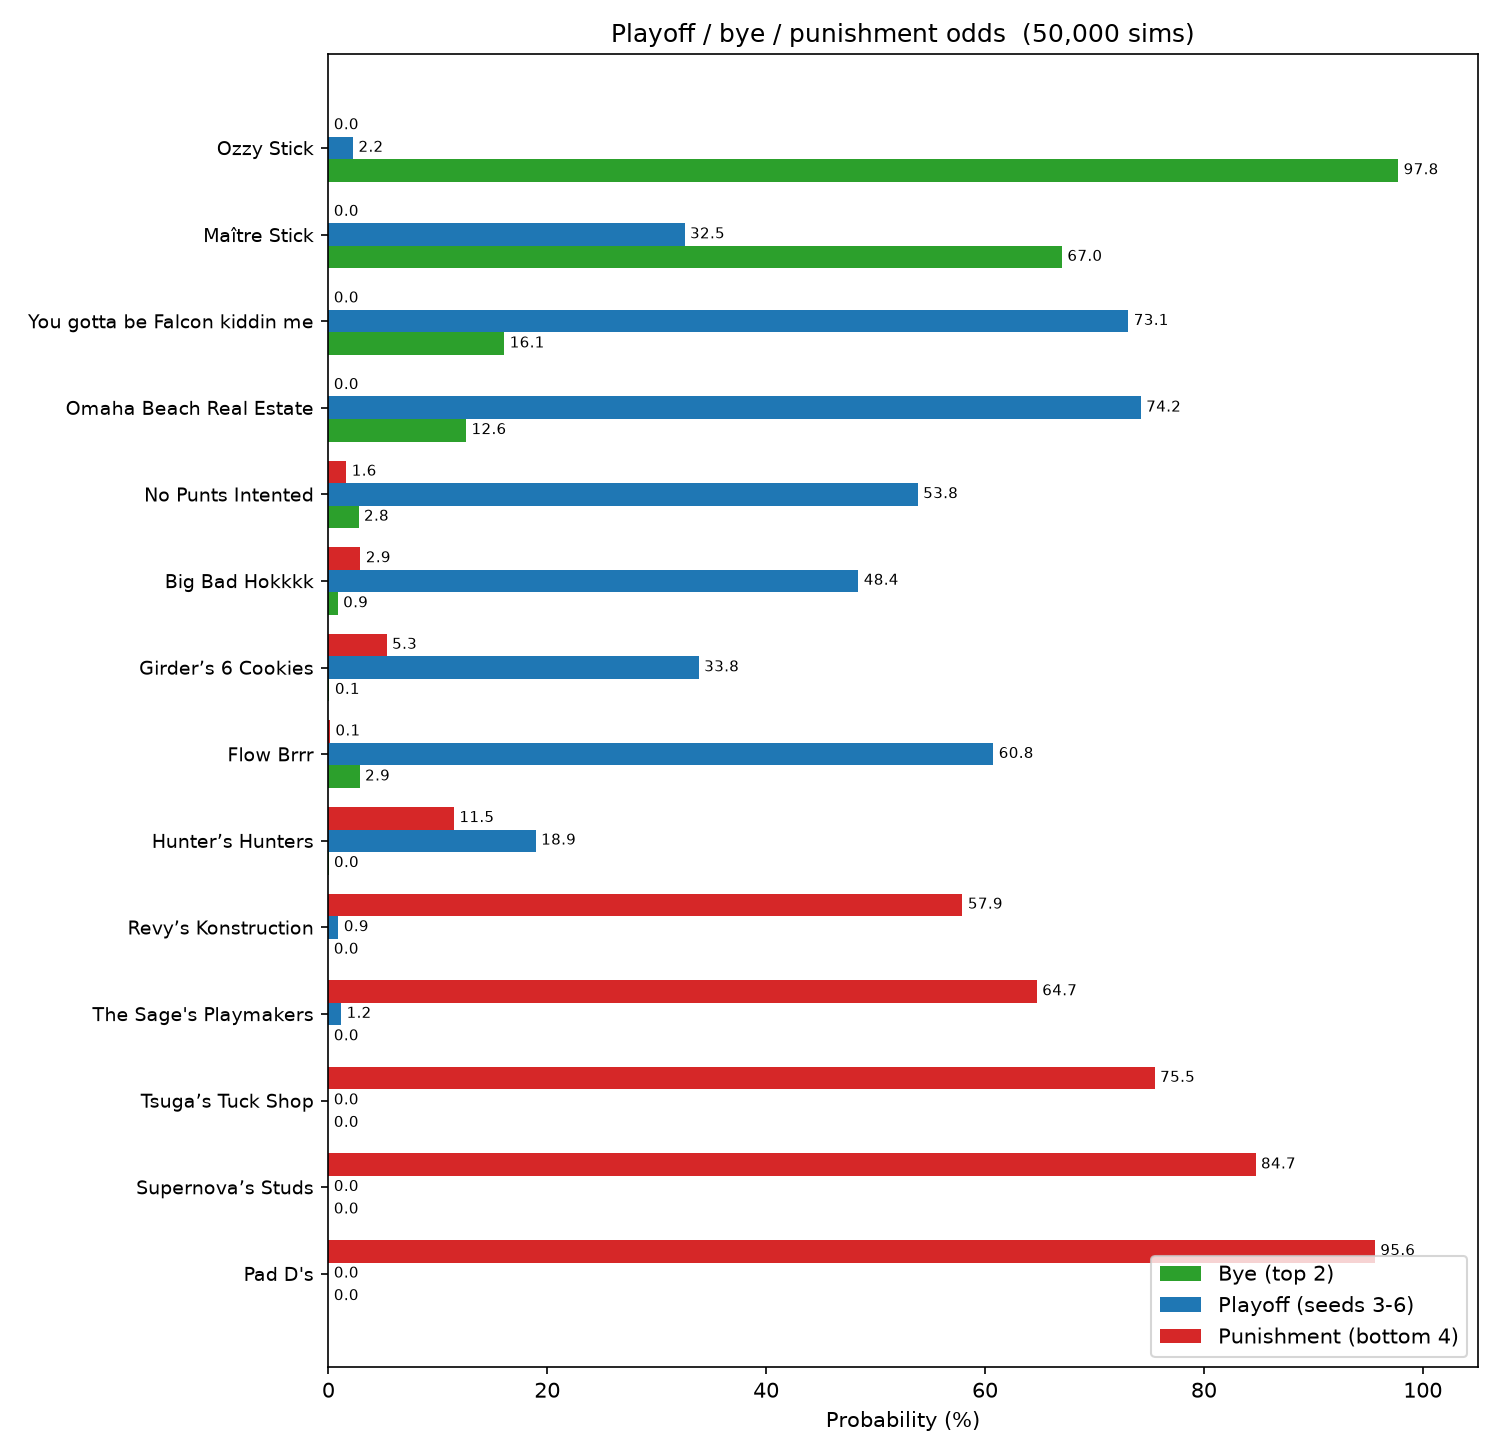 Playoff / bye / punishment odds  (50,000 sims)
0.0
Ozzy Stick
2.2
97.8
0.0
Maître Stick
32.5
67.0
0.0
You gotta be Falcon kiddin me
73.1
16.1
0.0
Omaha Beach Real Estate
74.2
12.6
1.6
No Punts Intented
53.8
2.8
2.9
Big Bad Hokkkk
48.4
0.9
5.3
Girder’s 6 Cookies
33.8
0.1
0.1
Flow Brrr
60.8
2.9
11.5
Hunter’s Hunters
18.9
0.0
57.9
Revy’s Konstruction
0.9
0.0
64.7
The Sage's Playmakers
1.2
0.0
75.5
Tsuga’s Tuck Shop
0.0
0.0
84.7
Supernova’s Studs
0.0
0.0
95.6
Pad D's
0.0
0.0
Bye (top 2)
Playoff (seeds 3-6)
Punishment (bottom 4)
0 20 40 60 80 100
Probability (%)